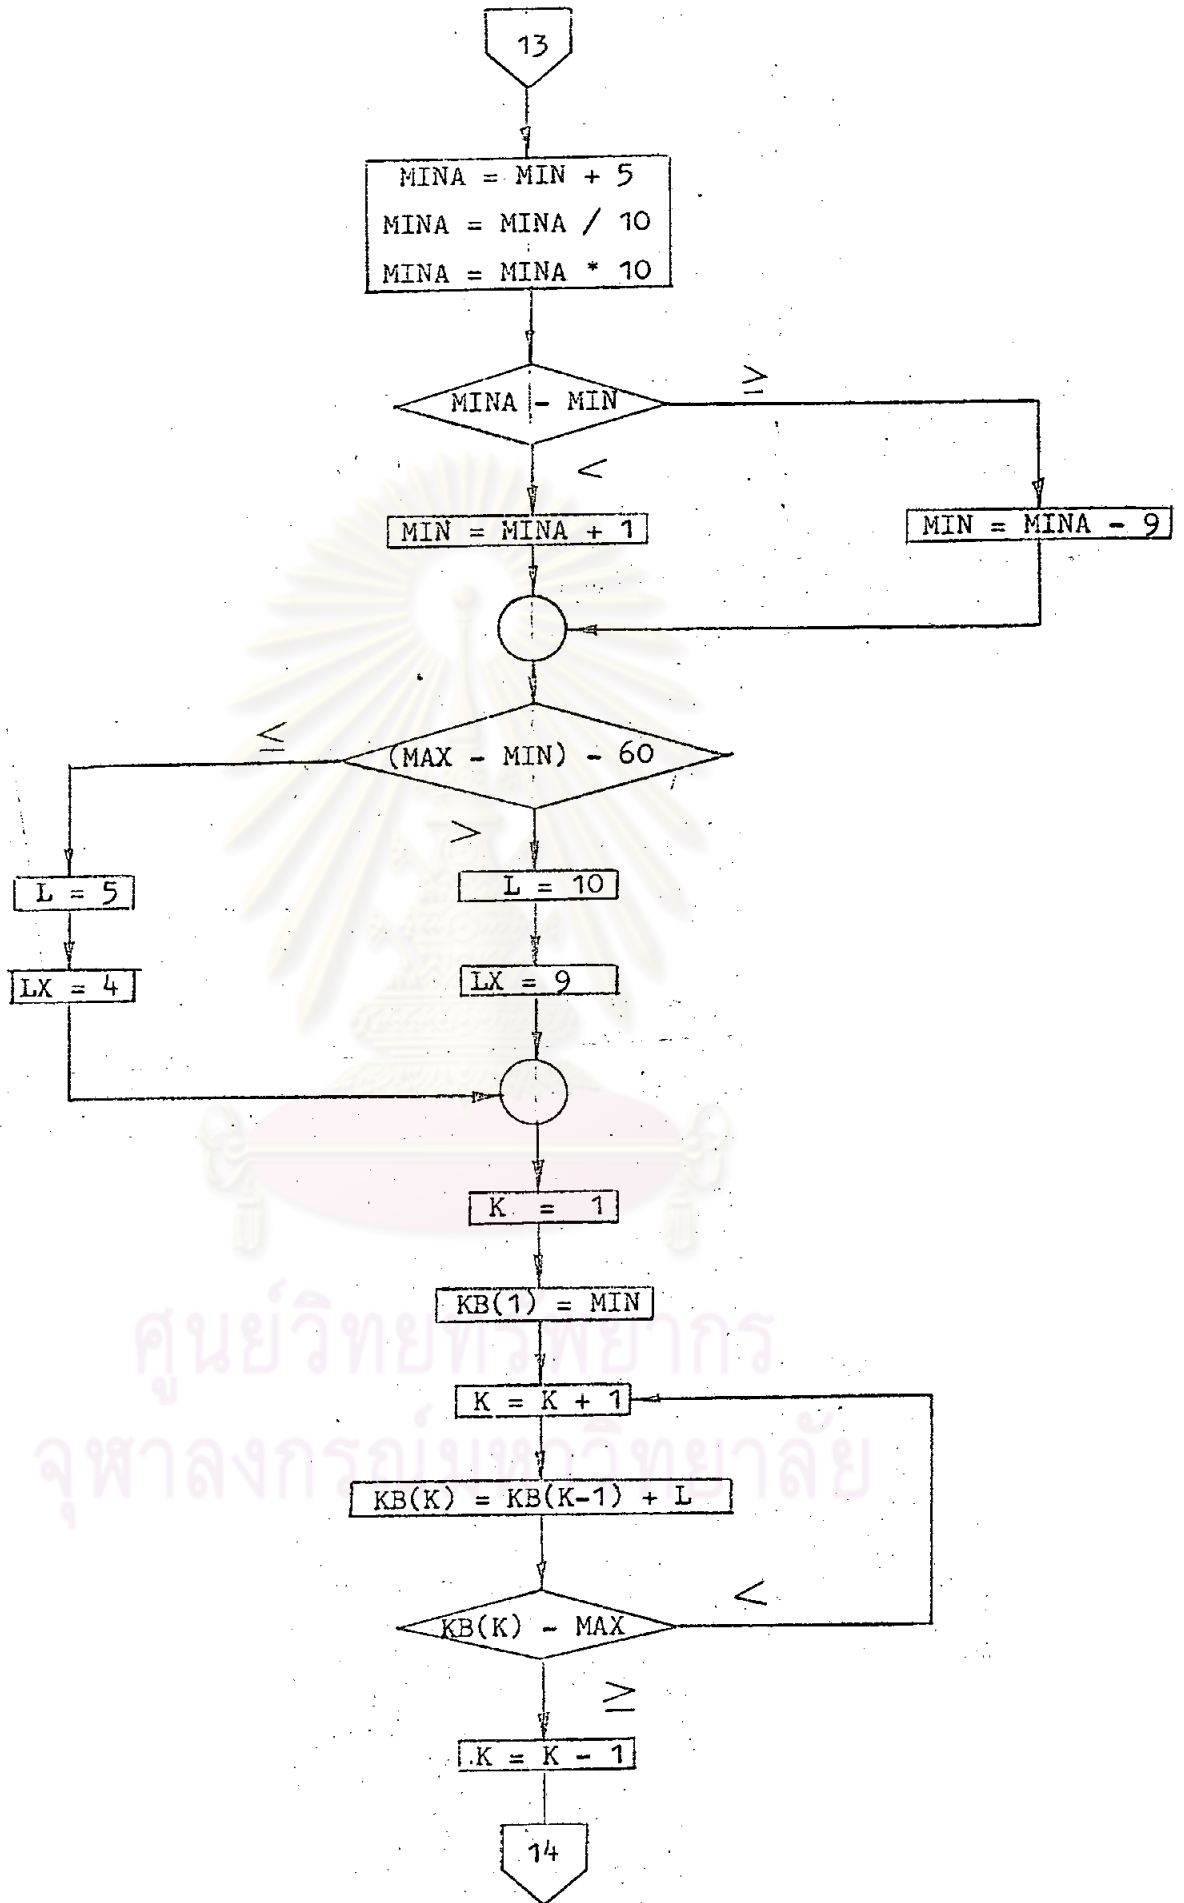 13
MINA = MIN + 5
MINA = MINA / 10
MINA = MINA * 10
MINA - MIN
≥
<
MIN = MINA + 1
MIN = MINA - 9
≤
(MAX - MIN) - 60
>
L = 5
L = 10
LX = 4
LX = 9
K = 1
KB(1) = MIN
ศูนย์วิทยทรัพยากร
K = K + 1
จุฬาลงกรณ์มหาวิทยาลัย
KB(K) = KB(K-1) + L
<
KB(K) - MAX
≥
K = K - 1
14